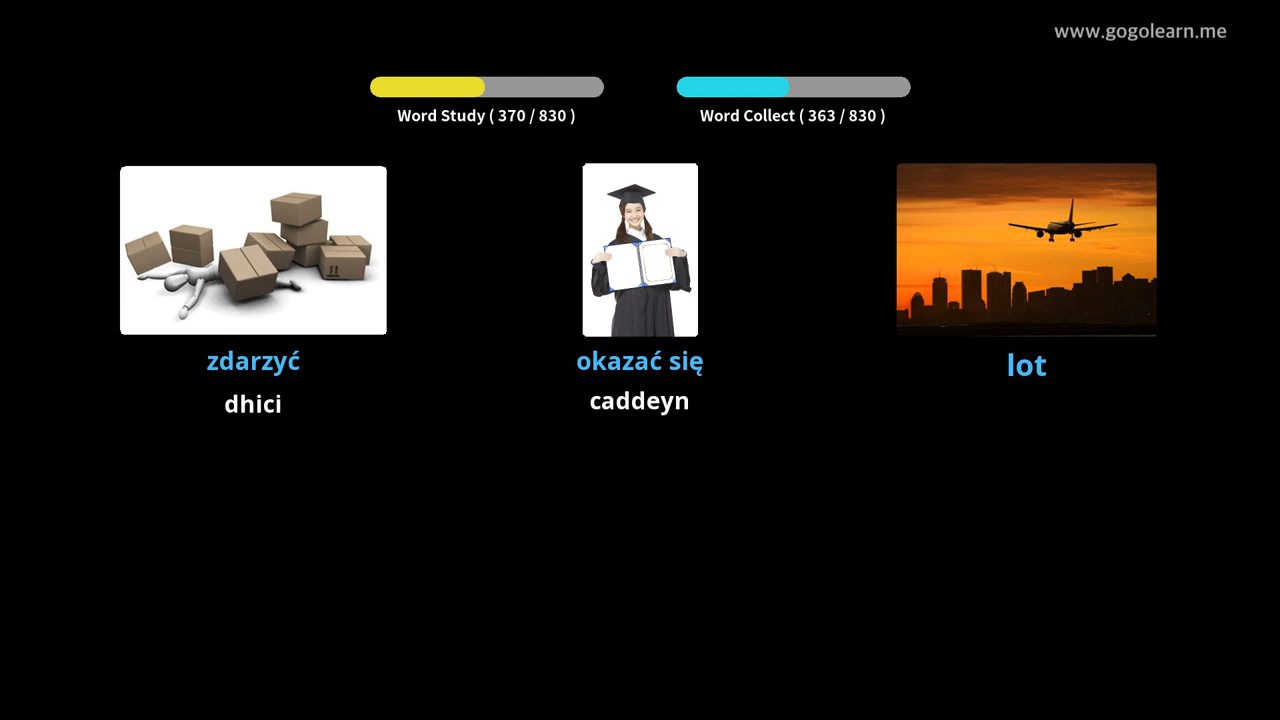 www.gogolearn.me
Word Study ( 370 / 830 )
Word Collect ( 363 / 830 )
zdarzyć
dhici
okazać się
caddeyn
lot